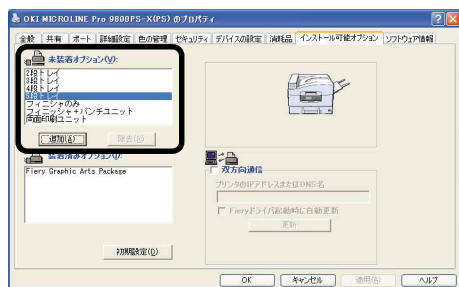 OKI MICROLINE Pro 9800PS-X(PS) のプロパティ
全般 共有 ポート 詳細設定 色の管理 セキュリティ デバイスの設定 消耗品 インストール可能オプション ソフトウェア情報
未装着オプション(V):
2段トレイ
3段トレイ
4段トレイ
5段トレイ
フィニシャのみ
フィニッシャ+パンチユニット
両面印刷ユニット
追加(A) 除去(R)
装着済みオプション(I):
Fiery Graphic Arts Package
初期設定(D)
双方向通信
プリンタのIPアドレスまたはDNS名
Fieryドライバ起動時に自動更新
更新
OK キャンセル 適用(A) ヘルプ